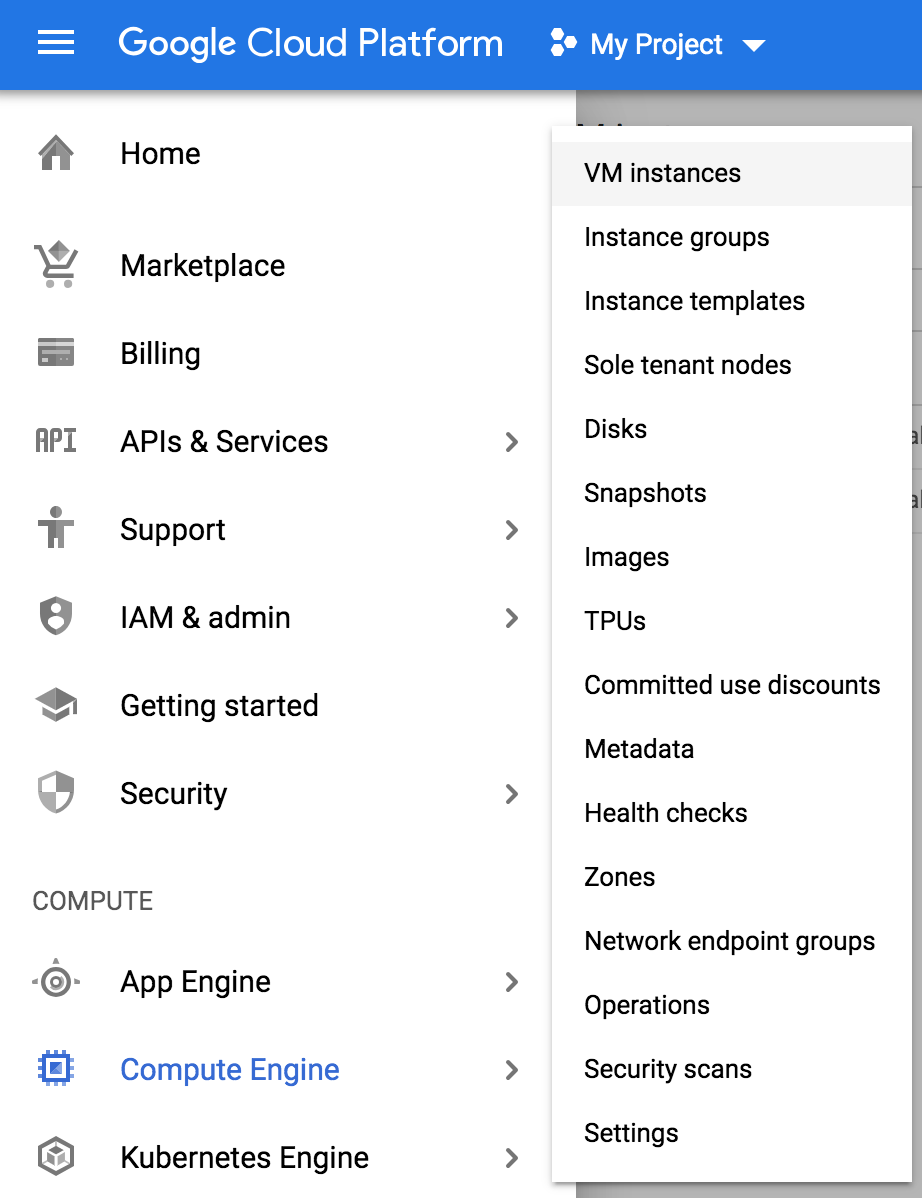 Google Cloud Platform My Project
Home
Marketplace
Billing
API APIs & Services
Support
IAM & admin
Getting started
Security
COMPUTE
App Engine
Compute Engine
Kubernetes Engine
VM instances
Instance groups
Instance templates
Sole tenant nodes
Disks
Snapshots
Images
TPUs
Committed use discounts
Metadata
Health checks
Zones
Network endpoint groups
Operations
Security scans
Settings